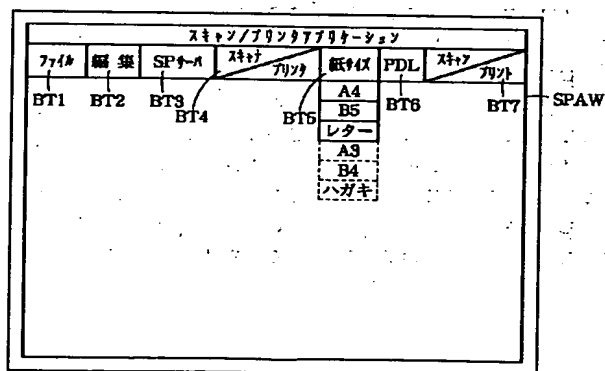 スキャン/プリンタアプリケーション
ファイル 編集 SPサーバ スキャナ プリンタ 紙サイズ PDL スキャン プリント
BT1 BT2 BT3 BT4 BT5 BT6 BT7 SPAW
A4
B5
レター
A3
B4
ハガキ